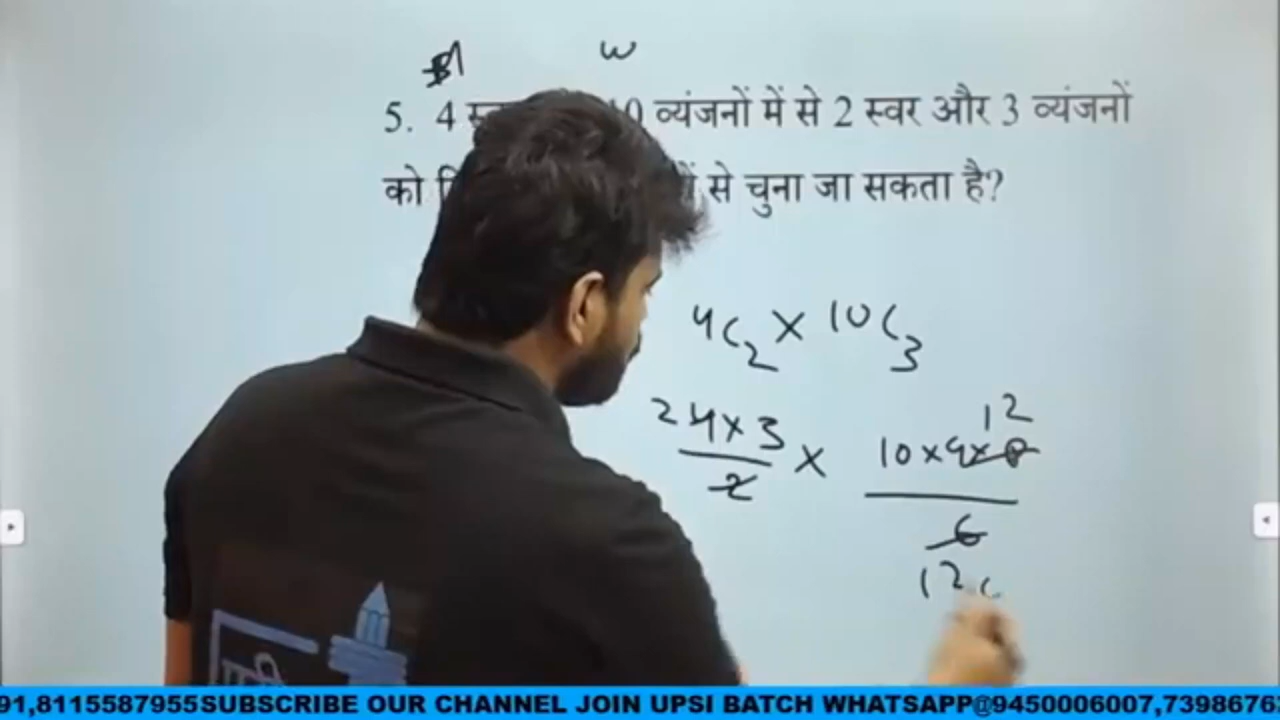 W
5. 4 व्यंजनों में से 2 स्वर और 3 व्यंजनों
को से चुना जा सकता है?
4C2 × 10C3
2 12
4×3 × 10×9×8
2 6
12
91,8115587955SUBSCRIBE OUR CHANNEL JOIN UPSI BATCH WHATSAPP@9450006007,7398676